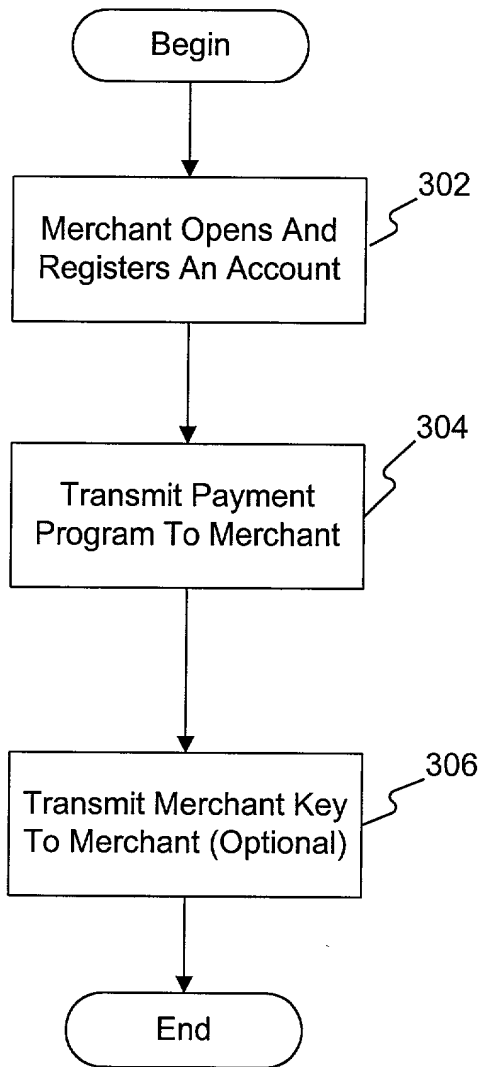 Begin
302
Merchant Opens And
Registers An Account
304
Transmit Payment
Program To Merchant
306
Transmit Merchant Key
To Merchant (Optional)
End